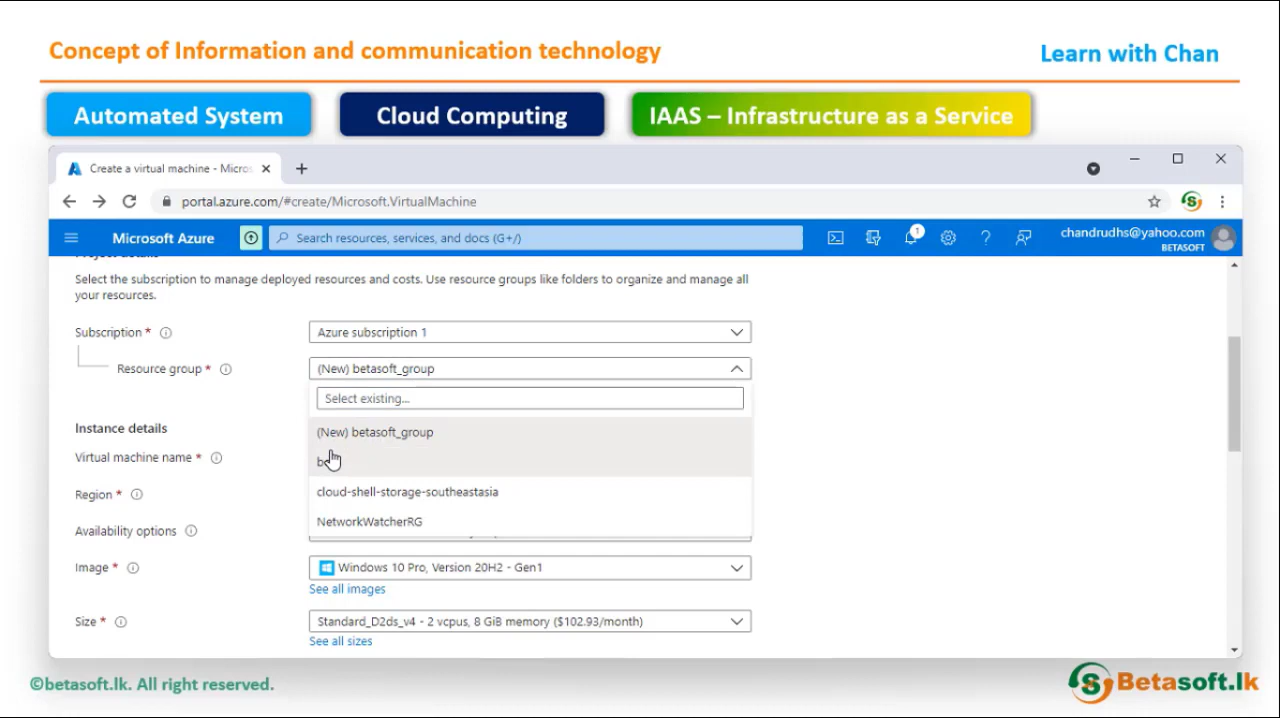 Concept of Information and communication technology
Learn with Chan
Automated System
Cloud Computing
IAAS – Infrastructure as a Service
Create a virtual machine - Micros
portal.azure.com/#create/Microsoft.VirtualMachine
Microsoft Azure
Search resources, services, and docs (G+/)
1
chandrudhs@yahoo.com
BETASOFT
Project details
Select the subscription to manage deployed resources and costs. Use resource groups like folders to organize and manage all
your resources.
Subscription *
Azure subscription 1
Resource group *
(New) betasoft_group
Select existing...
(New) betasoft_group
cloud-shell-storage-southeastasia
NetworkWatcherRG
Instance details
Virtual machine name *
Region *
Availability options
Image *
Windows 10 Pro, Version 20H2 - Gen1
See all images
Size *
Standard_D2ds_v4 - 2 vcpus, 8 GiB memory ($102.93/month)
See all sizes
©betasoft.lk. All right reserved.
Betasoft.lk